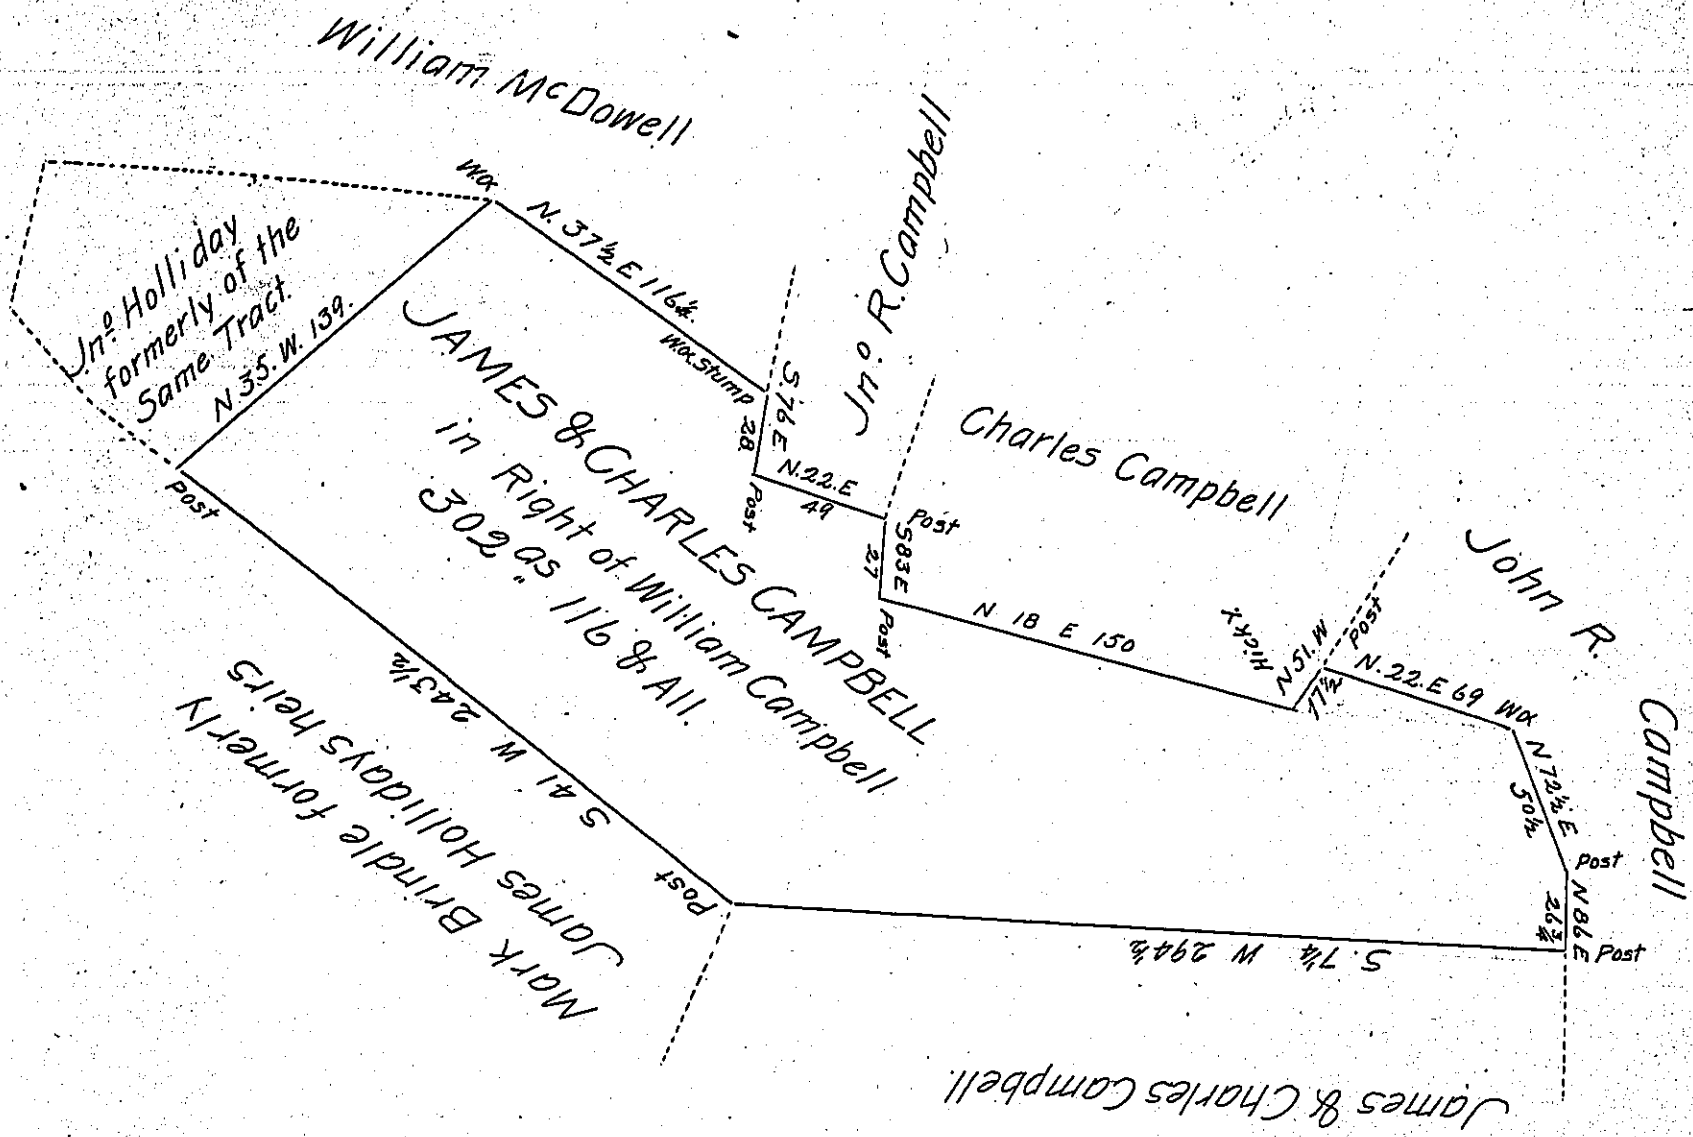 William McDowell
Wα
N. 37½ E 116½.
W.α. Stump
Jnº Holliday
formerly of the
Same Tract.
N 35. W. 139.
Post
JAMES & CHARLES CAMPBELL
in Right of William Campbell
302 as " 116 & All.
S. 76 E
28.
Post
N. 22. E
49
Jnº. R. Campbell
Post
S 83 E
27
Post
Charles Campbell
N 18 E 150
Hick X
N 51. W
17½
Post
John R. Campbell
N. 22. E 69
Wα
N 72½ E
50½
Post
N 86 E
26¾
Post
S. 7¼ W 294½
Post
S 41 W 243½
Mark Brindle formerly
James Hollidays heirs
James & Charles Campbell.